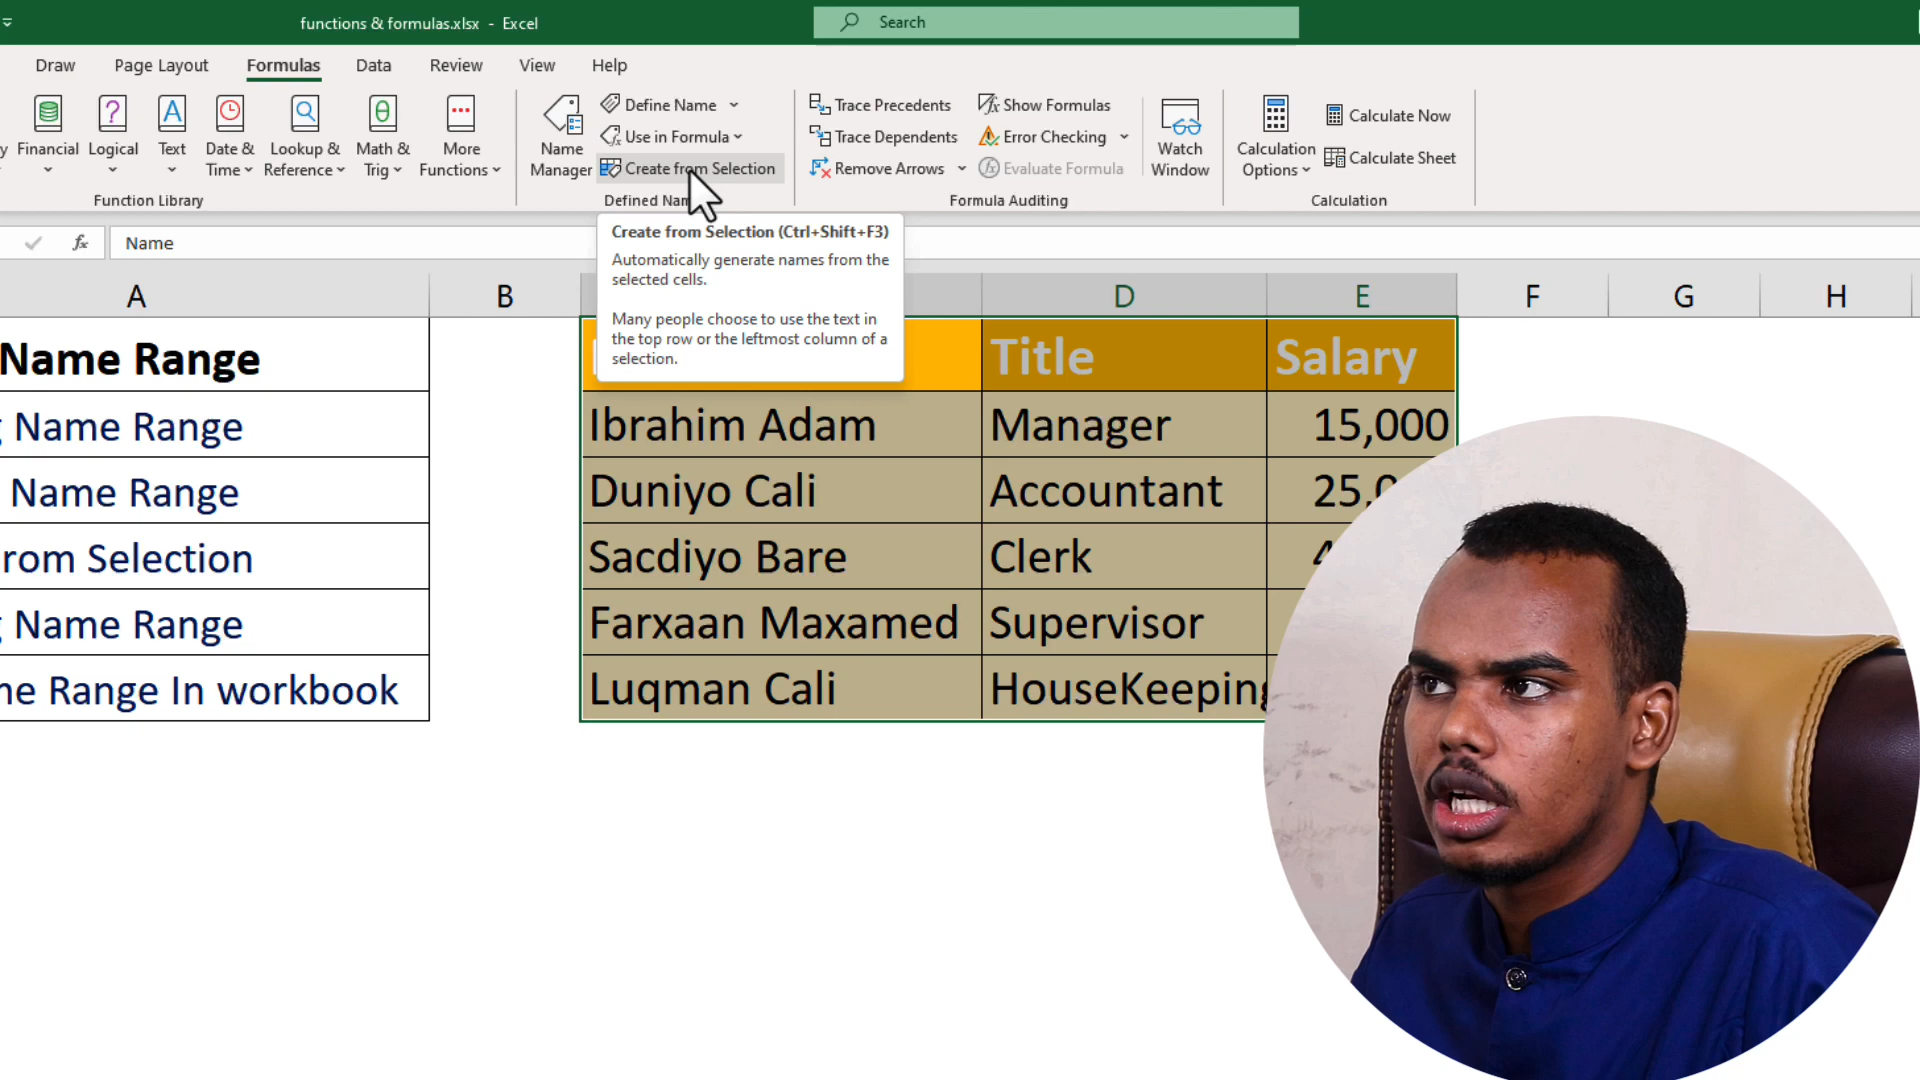 functions & formulas.xlsx - Excel
Search
Draw Page Layout Formulas Data Review View Help
Financial Logical Text Date & Time Lookup & Reference Math & Trig More Functions
Function Library
Name Manager
Define Name
Use in Formula
Create from Selection
Trace Precedents
Trace Dependents
Remove Arrows
Show Formulas
Error Checking
Evaluate Formula
Formula Auditing
Watch Window
Calculation Options
Calculate Now
Calculate Sheet
Calculation
Create from Selection (Ctrl+Shift+F3)
Automatically generate names from the
selected cells.
Many people choose to use the text in
the top row or the leftmost column of a
selection.
fx Name
A B D E F G H
Name Range Title Salary
Name Range Ibrahim Adam Manager 15,000
Name Range Duniyo Cali Accountant
Selection Sacdiyo Bare Clerk
Name Range Farxaan Maxamed Supervisor
Range In workbook Luqman Cali HouseKeeping